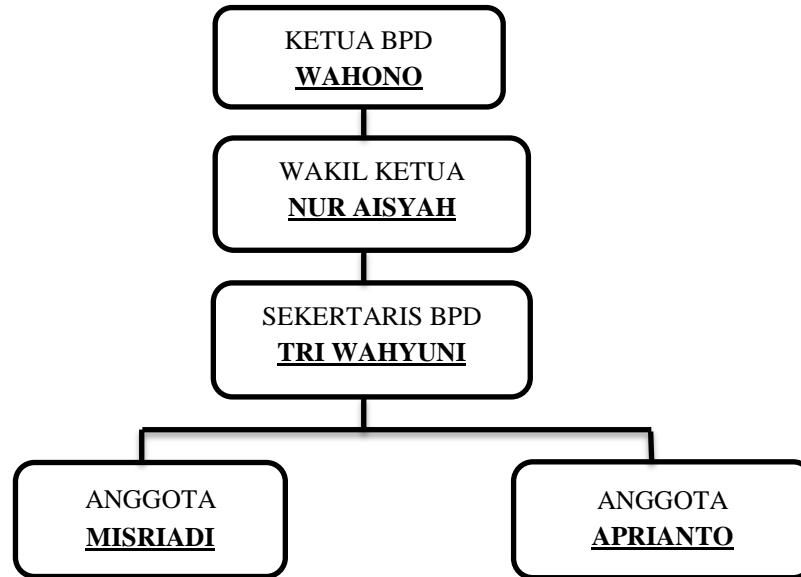 KETUA BPD
WAHONO
WAKIL KETUA
NUR AISYAH
SEKERTARIS BPD
TRI WAHYUNI
ANGGOTA
MISRIADI
ANGGOTA
APRIANTO